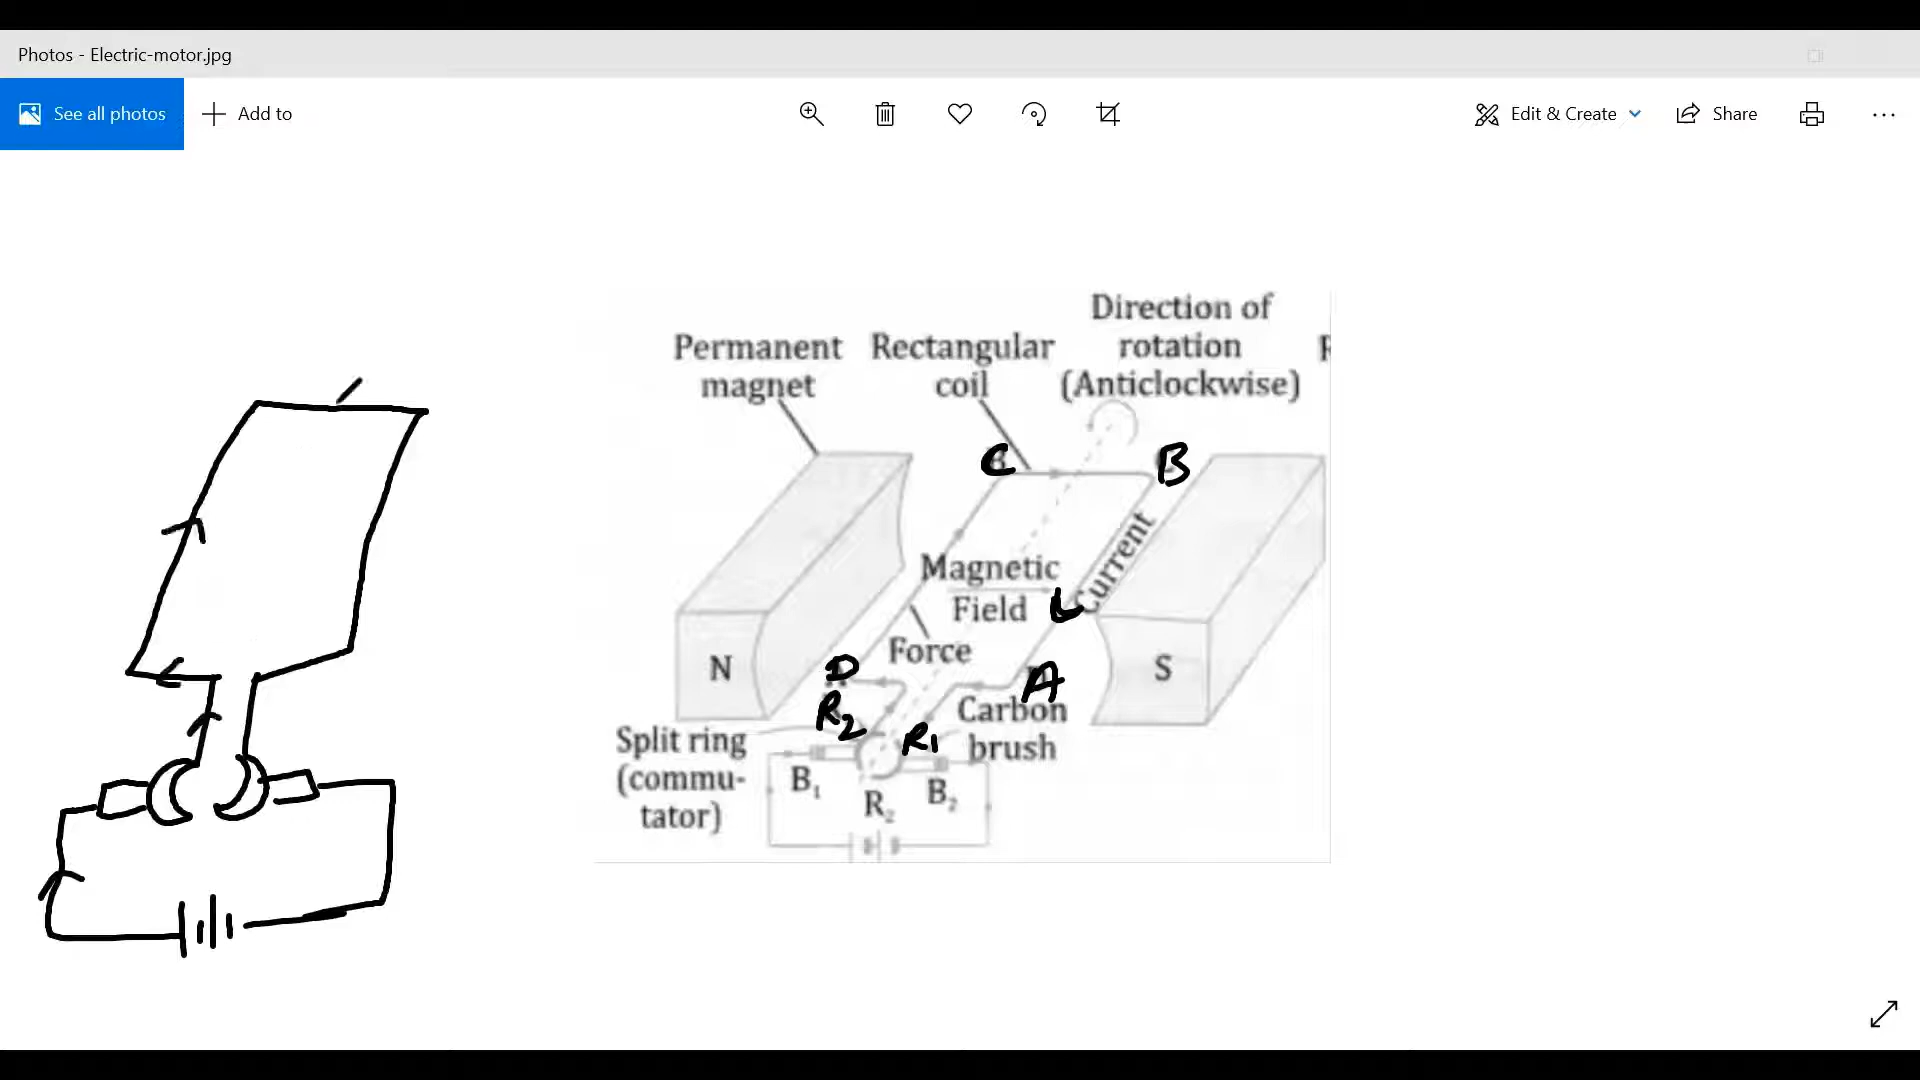 Photos - Electric-motor.jpg
See all photos
Add to
Edit & Create
Share
Direction of
rotation
(Anticlockwise)
Permanent
magnet
Rectangular
coil
C
B
Current
Magnetic
Field
Force
N
S
D
A
R2
R1
Carbon
brush
Split ring
(commu-
tator)
B₁
R₂
B₂